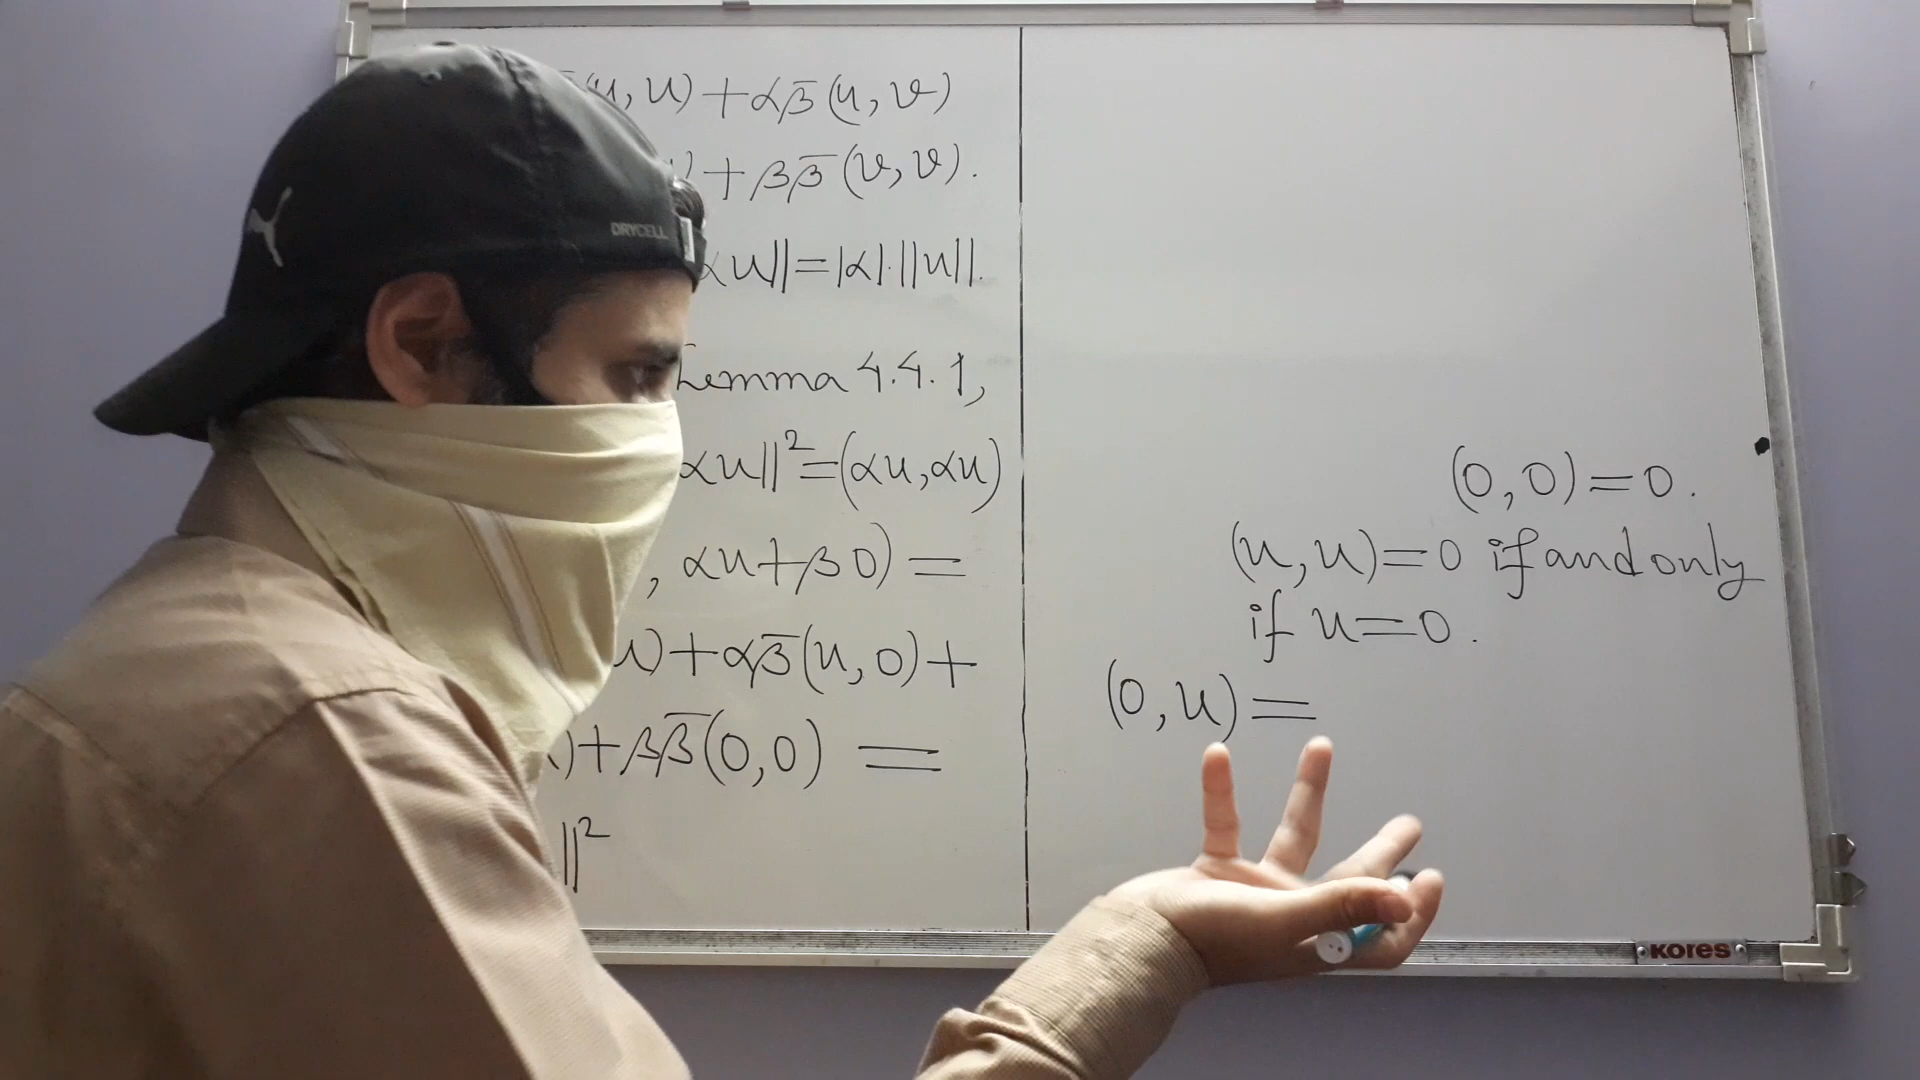 (u, u) + αβ̅ (u, v)
) + ββ̅ (v, v).
αu|| = |α|.||u||.
Lemma 4.4.1,
αu||² = (αu, αu)
, αu + β0) =
u) + αβ̅ (u, 0) +
) + ββ̅ (0, 0) =
||²
(0, 0) = 0.
(u, u) = 0 if and only
if u = 0.
(0, u) =
DRYCELL
KORES